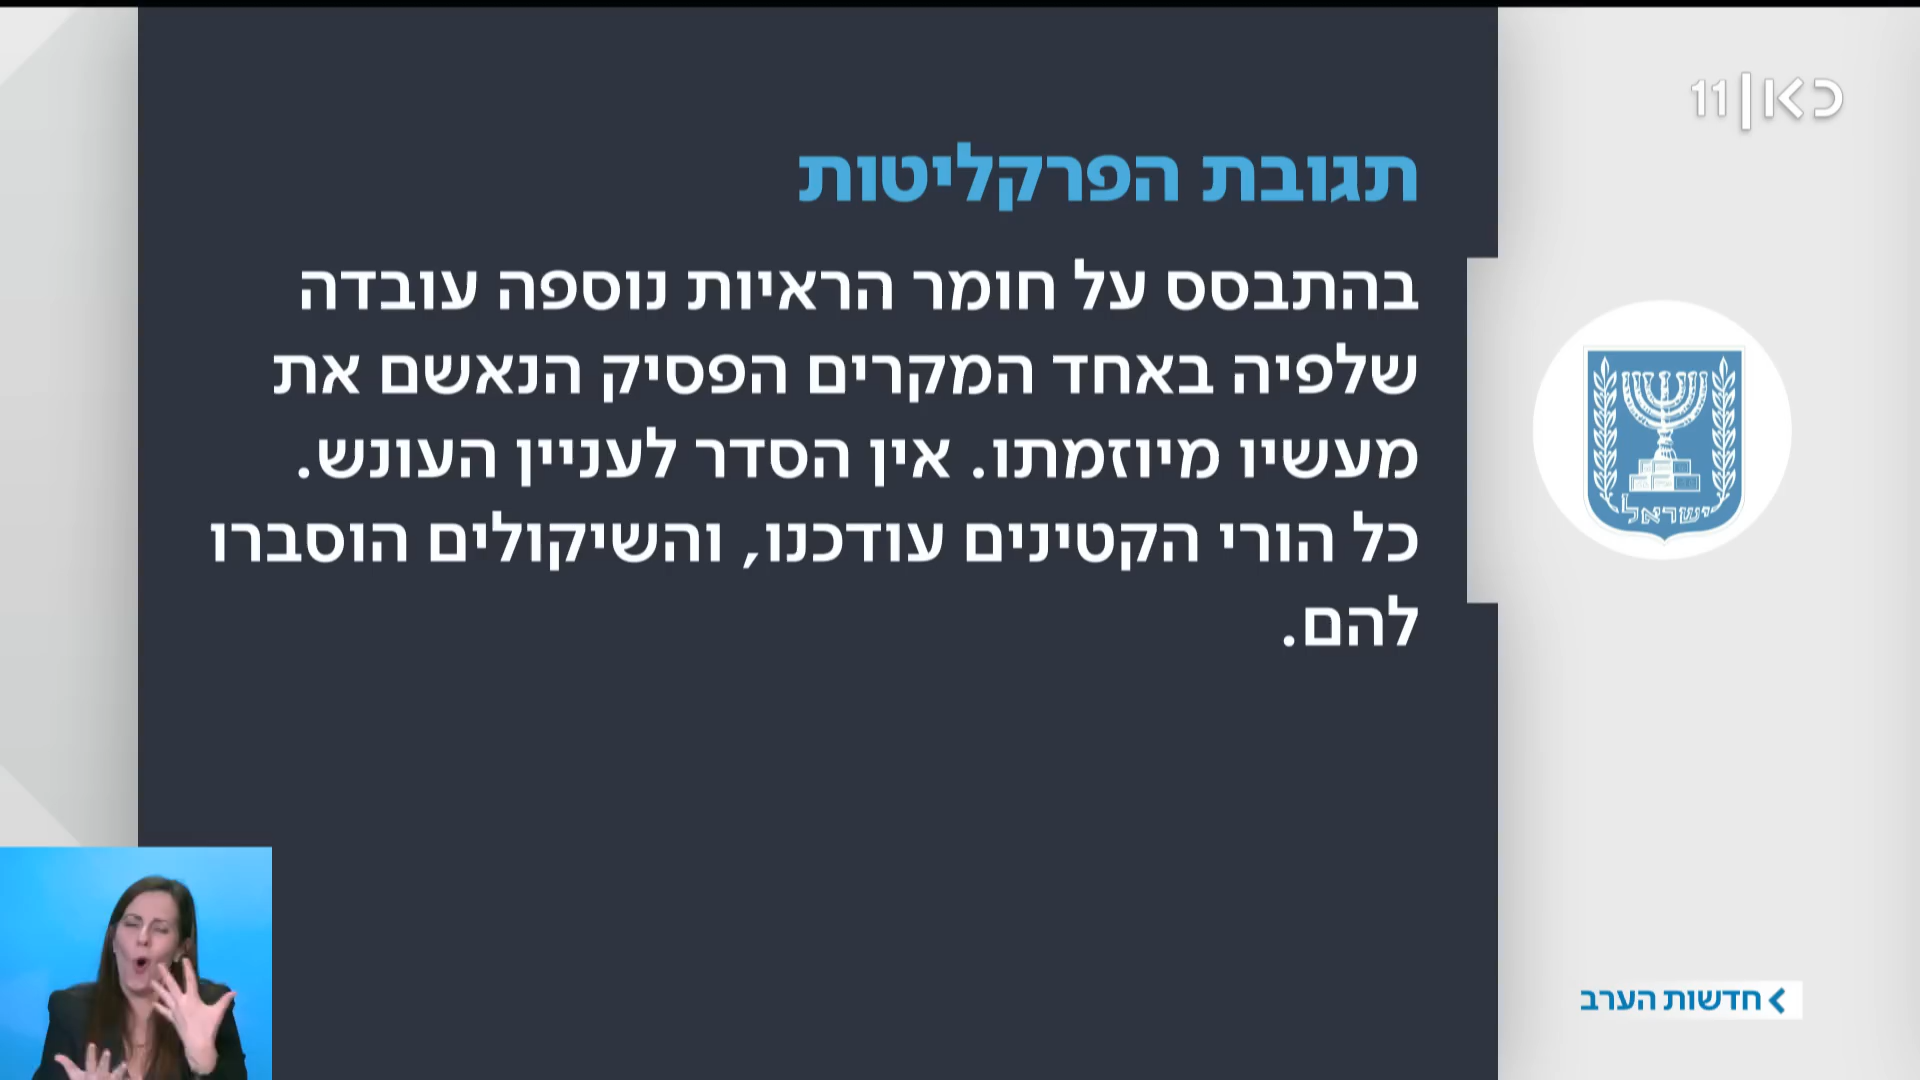 כאן|11
תגובת הפרקליטות
בהתבסס על חומר הראיות נוספה עובדה
שלפיה באחד המקרים הפסיק הנאשם את
מעשיו מיוזמתו. אין הסדר לעניין העונש.
כל הורי הקטינים עודכנו, והשיקולים הוסברו
להם.
ישראל
חדשות הערב